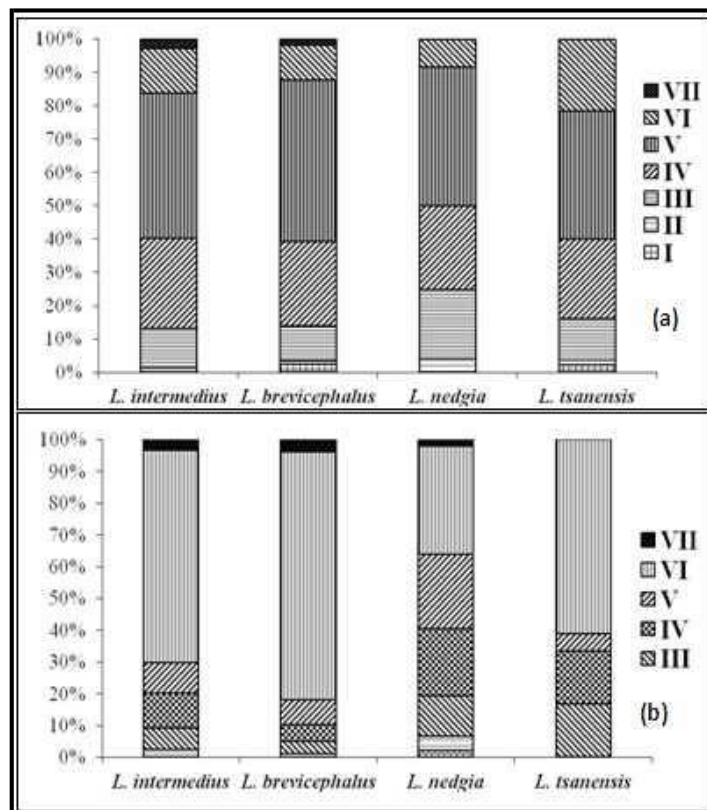 100%
90%
80%
70%
60%
50%
40%
30%
20%
10%
0%
VII
VI
V
IV
III
II
I
(a)
L. intermedius L. brevicephalus L. nedgia L. tsanensis
100%
90%
80%
70%
60%
50%
40%
30%
20%
10%
0%
VII
VI
V
IV
III
(b)
L. intermedius L. brevicephalus L. nedgia L. tsanensis